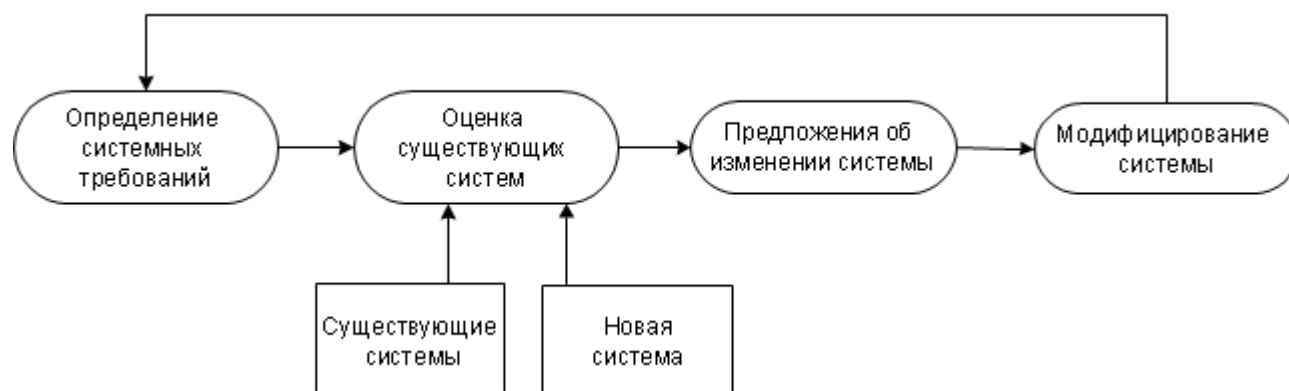 Определение
системных
требований
Оценка
существующих
систем
Предложения об
изменении системы
Модифицирование
системы
Существующие
системы
Новая
система